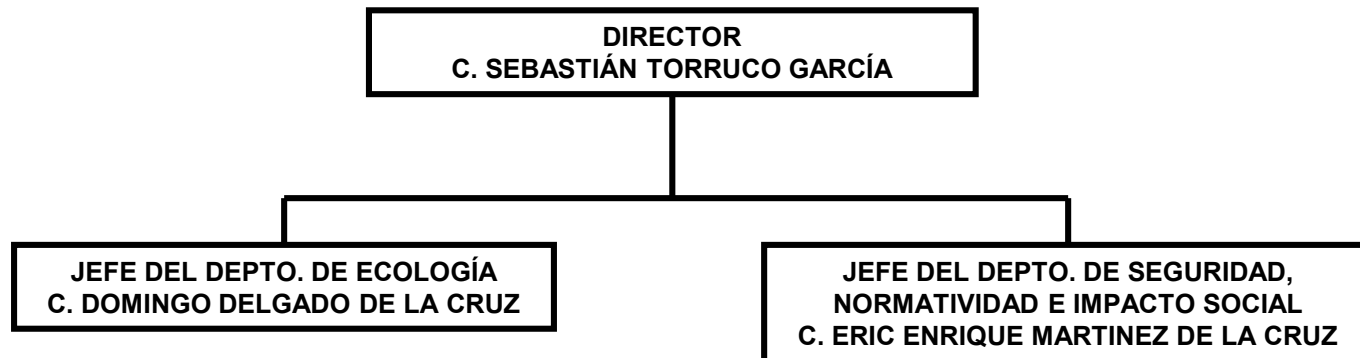 DIRECTOR
C. SEBASTIÁN TORRUCO GARCÍA
JEFE DEL DEPTO. DE ECOLOGÍA
C. DOMINGO DELGADO DE LA CRUZ
JEFE DEL DEPTO. DE SEGURIDAD,
NORMATIVIDAD E IMPACTO SOCIAL
C. ERIC ENRIQUE MARTINEZ DE LA CRUZ